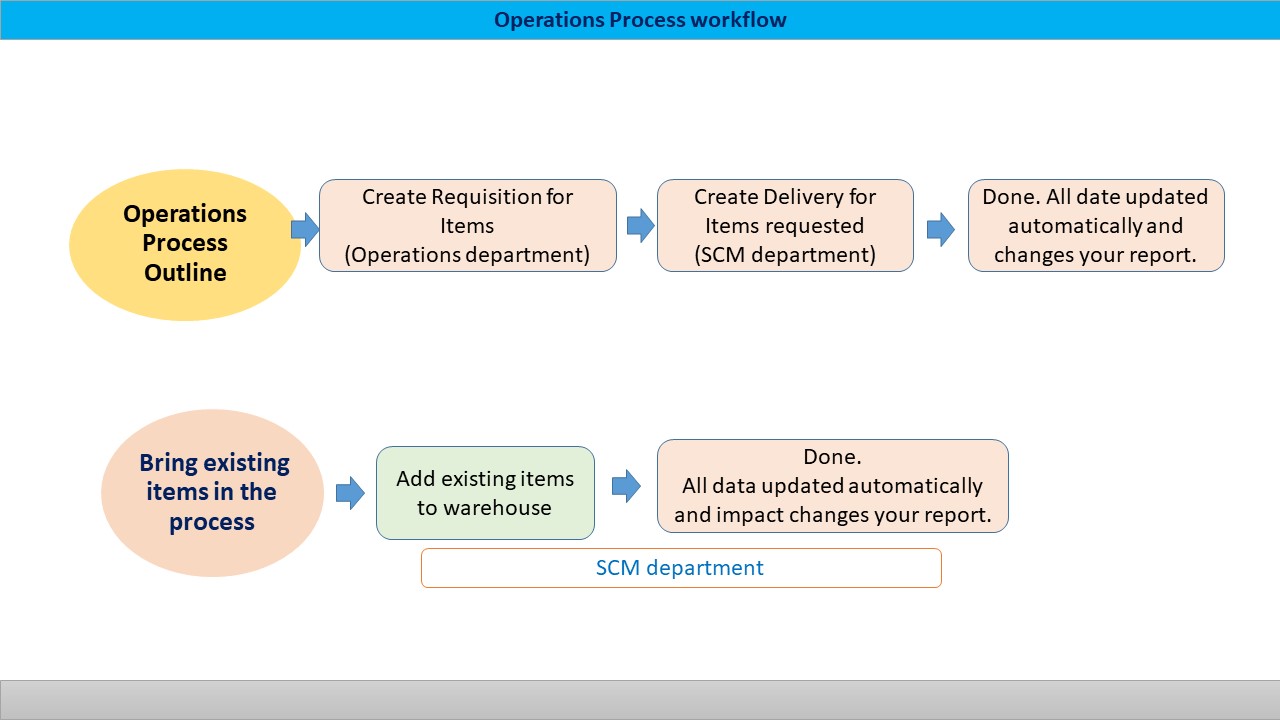 Operations Process workflow
Operations
Process
Outline
Create Requisition for
Items
(Operations department)
Create Delivery for
Items requested
(SCM department)
Done. All date updated
automatically and
changes your report.
Bring existing
items in the
process
Add existing items
to warehouse
Done.
All data updated automatically
and impact changes your report.
SCM department